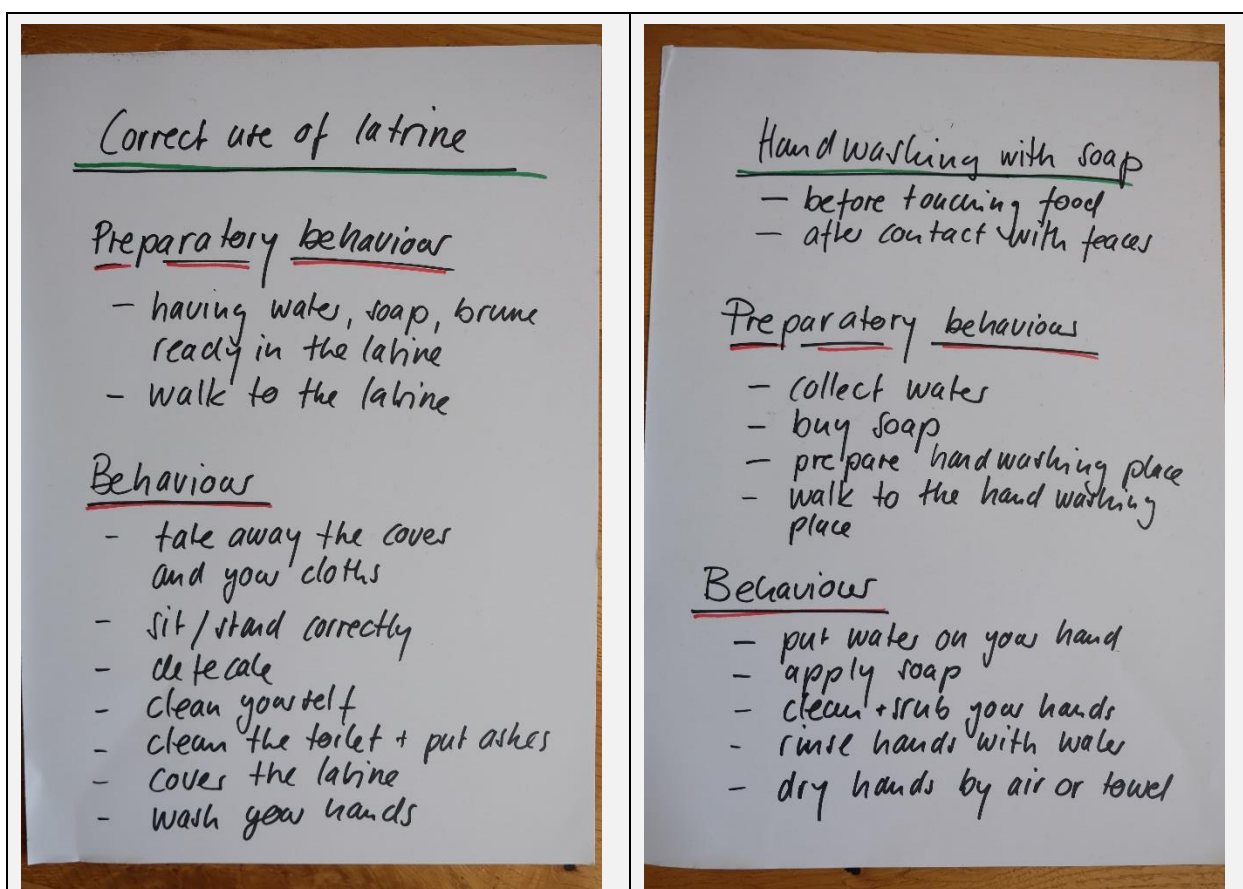 Correct use of latrine
Preparatory behaviour
- having water, soap, brume
ready in the latrine
- walk to the latrine
Behaviour
- take away the cover
and your cloths
- sit/stand correctly
- defecate
- clean yourself
- clean the toilet + put ashes
- cover the latrine
- wash your hands
Handwashing with soap
- before touching food
- after contact with feaces
Preparatory behaviour
- collect water
- buy soap
- prepare handwashing place
- walk to the hand washing
place
Behaviour
- put water on your hand
- apply soap
- clean + srub your hands
- rinse hands with water
- dry hands by air or towel